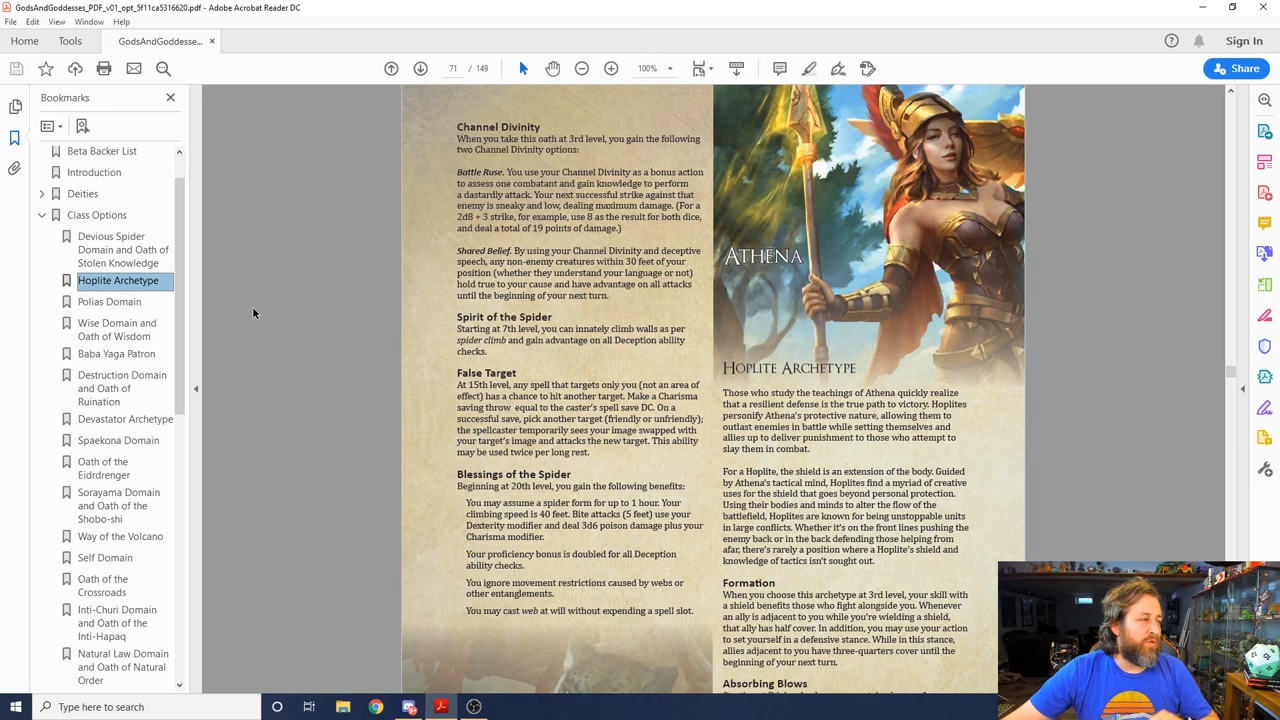 GodsAndGoddesses_PDF_v01_opt_5f11ca5316620.pdf - Adobe Acrobat Reader DC
File Edit View Window Help
Home Tools GodsAndGoddesse... × Sign In
71 / 149 100% Share
Bookmarks
Beta Backer List
Introduction
Deities
Class Options
Devious Spider
Domain and Oath of
Stolen Knowledge
Hoplite Archetype
Polias Domain
Wise Domain and
Oath of Wisdom
Baba Yaga Patron
Destruction Domain
and Oath of
Ruination
Devastator Archetype
Spaekona Domain
Oath of the
Eidrdrenger
Sorayama Domain
and Oath of the
Shobo-shi
Way of the Volcano
Self Domain
Oath of the
Crossroads
Inti-Churi Domain
and Oath of the
Inti-Hapaq
Natural Law Domain
and Oath of Natural
Order
Channel Divinity
When you take this oath at 3rd level, you gain the following
two Channel Divinity options:
Battle Ruse. You use your Channel Divinity as a bonus action
to assess one combatant and gain knowledge to perform
a dastardly attack. Your next successful strike against that
enemy is sneaky and low, dealing maximum damage. (For a
2d8 + 3 strike, for example, use 8 as the result for both dice,
and deal a total of 19 points of damage.)
Shared Belief. By using your Channel Divinity and deceptive
speech, any non-enemy creatures within 30 feet of your
position (whether they understand your language or not)
hold true to your cause and have advantage on all attacks
until the beginning of your next turn.
Spirit of the Spider
Starting at 7th level, you can innately climb walls as per
spider climb and gain advantage on all Deception ability
checks.
False Target
At 15th level, any spell that targets only you (not an area of
effect) has a chance to hit another target. Make a Charisma
saving throw equal to the caster's spell save DC. On a
successful save, pick another target (friendly or unfriendly);
the spellcaster temporarily sees your image swapped with
your target's image and attacks the new target. This ability
may be used twice per long rest.
Blessings of the Spider
Beginning at 20th level, you gain the following benefits:
You may assume a spider form for up to 1 hour. Your
climbing speed is 40 feet. Bite attacks (5 feet) use your
Dexterity modifier and deal 3d6 poison damage plus your
Charisma modifier.
Your proficiency bonus is doubled for all Deception
ability checks.
You ignore movement restrictions caused by webs or
other entanglements.
You may cast web at will without expending a spell slot.
Athena
Hoplite Archetype
Those who study the teachings of Athena quickly realize
that a resilient defense is the true path to victory. Hoplites
personify Athena's protective nature, allowing them to
outlast enemies in battle while setting themselves and
allies up to deliver punishment to those who attempt to
slay them in combat.
For a Hoplite, the shield is an extension of the body. Guided
by Athena's tactical mind, Hoplites find a myriad of creative
uses for the shield that goes beyond personal protection.
Using their bodies and minds to alter the flow of the
battlefield, Hoplites are known for being unstoppable units
in large conflicts. Whether it's on the front lines pushing the
enemy back or in the back defending those helping from
afar, there's rarely a position where a Hoplite's shield and
knowledge of tactics isn't sought out.
Formation
When you choose this archetype at 3rd level, your skill with
a shield benefits those who fight alongside you. Whenever
an ally is adjacent to you while you're wielding a shield,
that ally has half cover. In addition, you may use your action
to set yourself in a defensive stance. While in this stance,
allies adjacent to you have three-quarters cover until the
beginning of your next turn.
Absorbing Blows
Type here to search